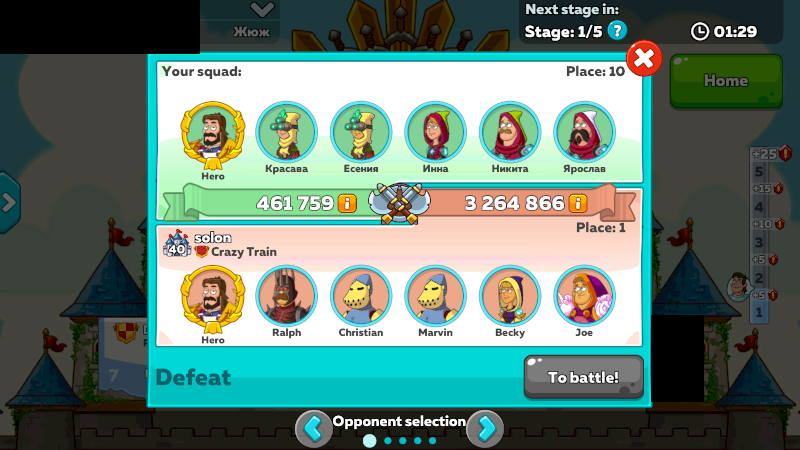 Жюж
Next stage in:
Stage: 1/5 ?
01:29
Your squad:
Place: 10
Home
Hero
Красава
Есения
Инна
Никита
Ярослав
461 759 i
3 264 866 i
Place: 1
40
solon
Crazy Train
Hero
Ralph
Christian
Marvin
Becky
Joe
Defeat
To battle!
Opponent selection
+25
5
+15
4
+10
3
+5
2
+5
1
7